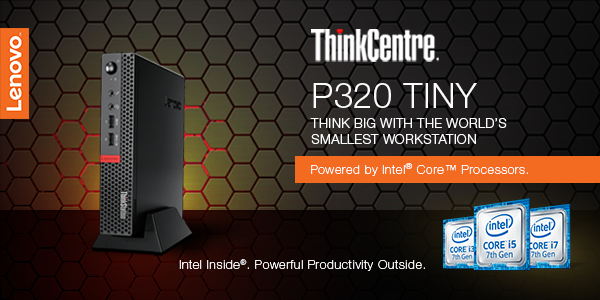 Lenovo
ThinkCentre.
P320 TINY
THINK BIG WITH THE WORLD'S
SMALLEST WORKSTATION
Powered by Intel® Core™ Processors.
ThinkCentre
intel
CORE i3
7th Gen
intel
CORE i5
7th Gen
intel
CORE i7
7th Gen
Intel Inside®. Powerful Productivity Outside.